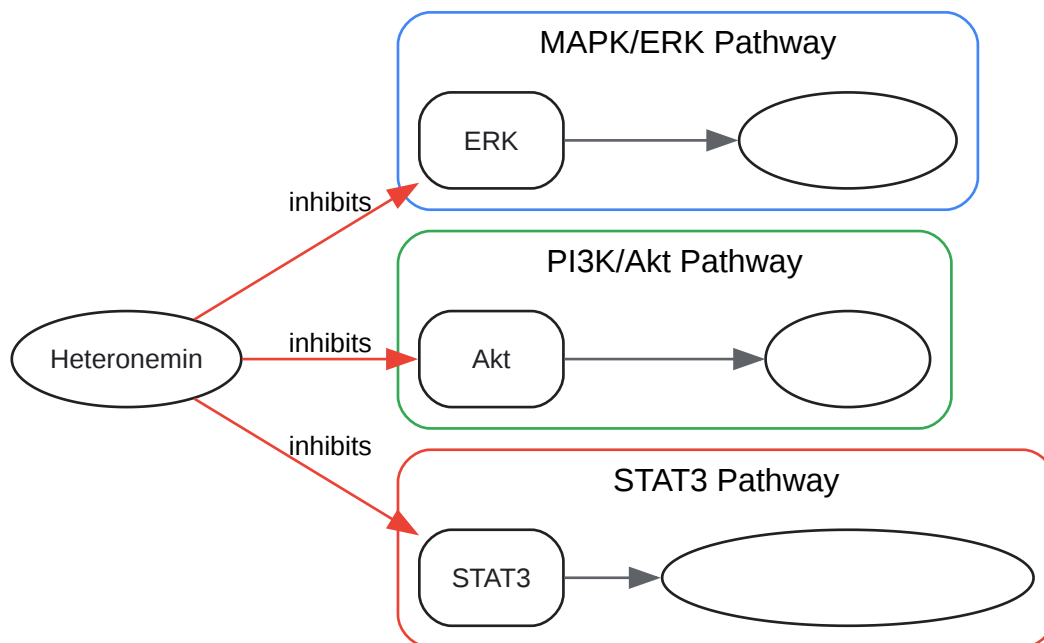 MAPK/ERK Pathway
ERK
inhibits
PI3K/Akt Pathway
Heteronemin
inhibits
Akt
inhibits
STAT3 Pathway
STAT3